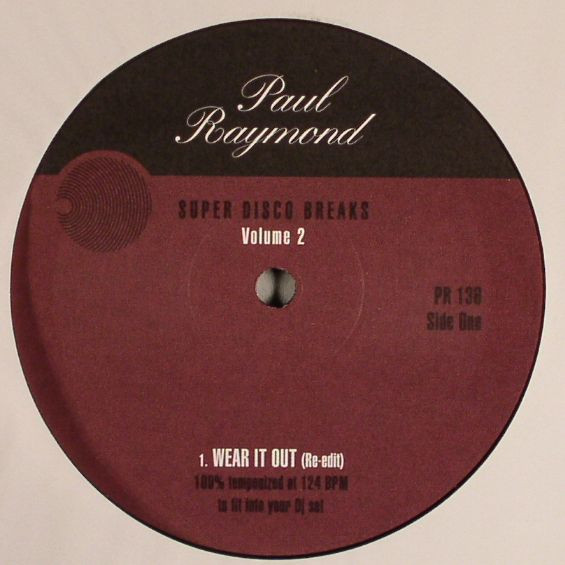 Paul
Raymond
SUPER DISCO BREAKS
Volume 2
PR 138
Side One
1. WEAR IT OUT (Re-edit)
100% temponized at 124 BPM
to fit into your Dj set